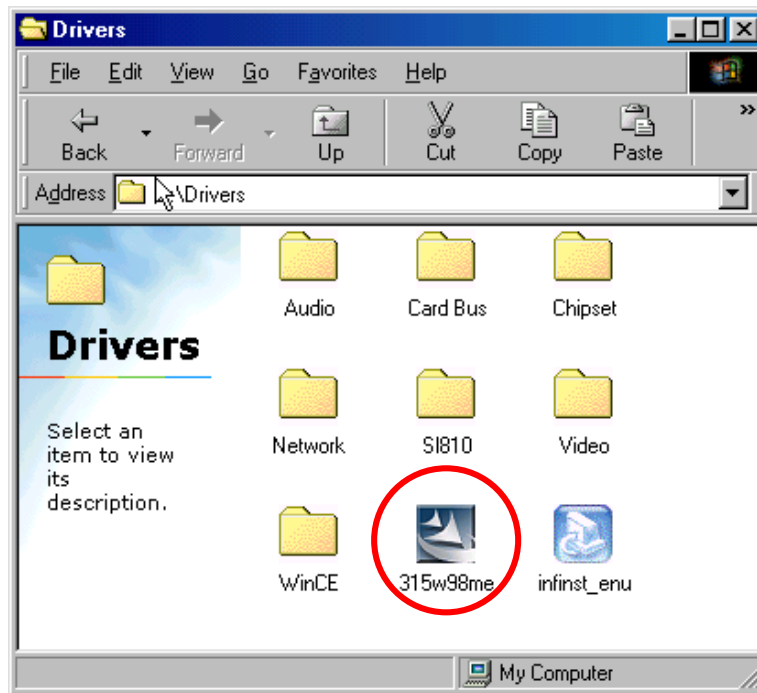 Drivers
File Edit View Go Favorites Help
Back Forward Up Cut Copy Paste »
Address \Drivers
Drivers
Select an
item to view
its
description.
Audio Card Bus Chipset
Network SI810 Video
WinCE 315w98me infinst_enu
My Computer